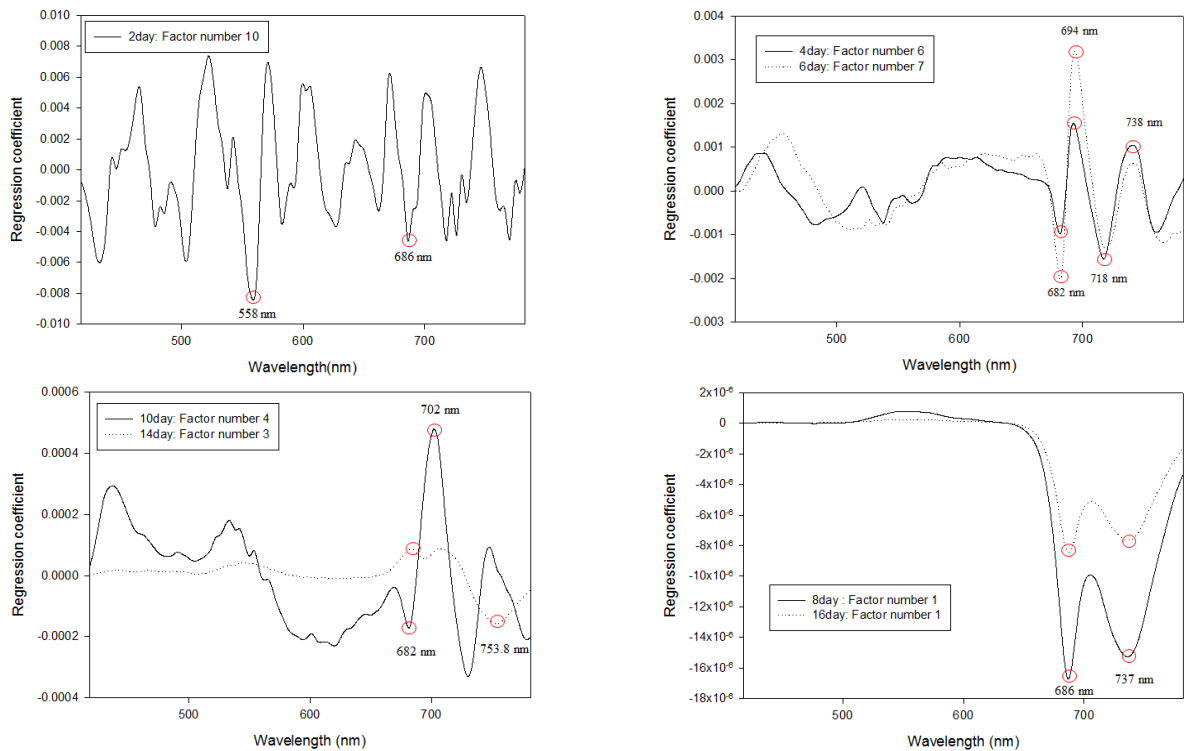 0.010
0.008
0.006
0.004
0.002
0.000
-0.002
-0.004
-0.006
-0.008
-0.010
Regression coefficient
2day: Factor number 10
558 nm
686 nm
500
600
700
Wavelength(nm)
0.004
0.003
0.002
0.001
0.000
-0.001
-0.002
-0.003
Regression coefficient
4day: Factor number 6
6day: Factor number 7
694 nm
738 nm
682 nm
718 nm
500
600
700
Wavelength (nm)
0.0006
0.0004
0.0002
0.0000
-0.0002
-0.0004
Regression coefficient
10day: Factor number 4
14day: Factor number 3
702 nm
682 nm
753.8 nm
500
600
700
Wavelength (nm)
2x10⁻⁶
0
-2x10⁻⁶
-4x10⁻⁶
-6x10⁻⁶
-8x10⁻⁶
-10x10⁻⁶
-12x10⁻⁶
-14x10⁻⁶
-16x10⁻⁶
-18x10⁻⁶
Regression coefficient
8day : Factor number 1
16day: Factor number 1
686 nm
737 nm
500
600
700
Wavelength (nm)